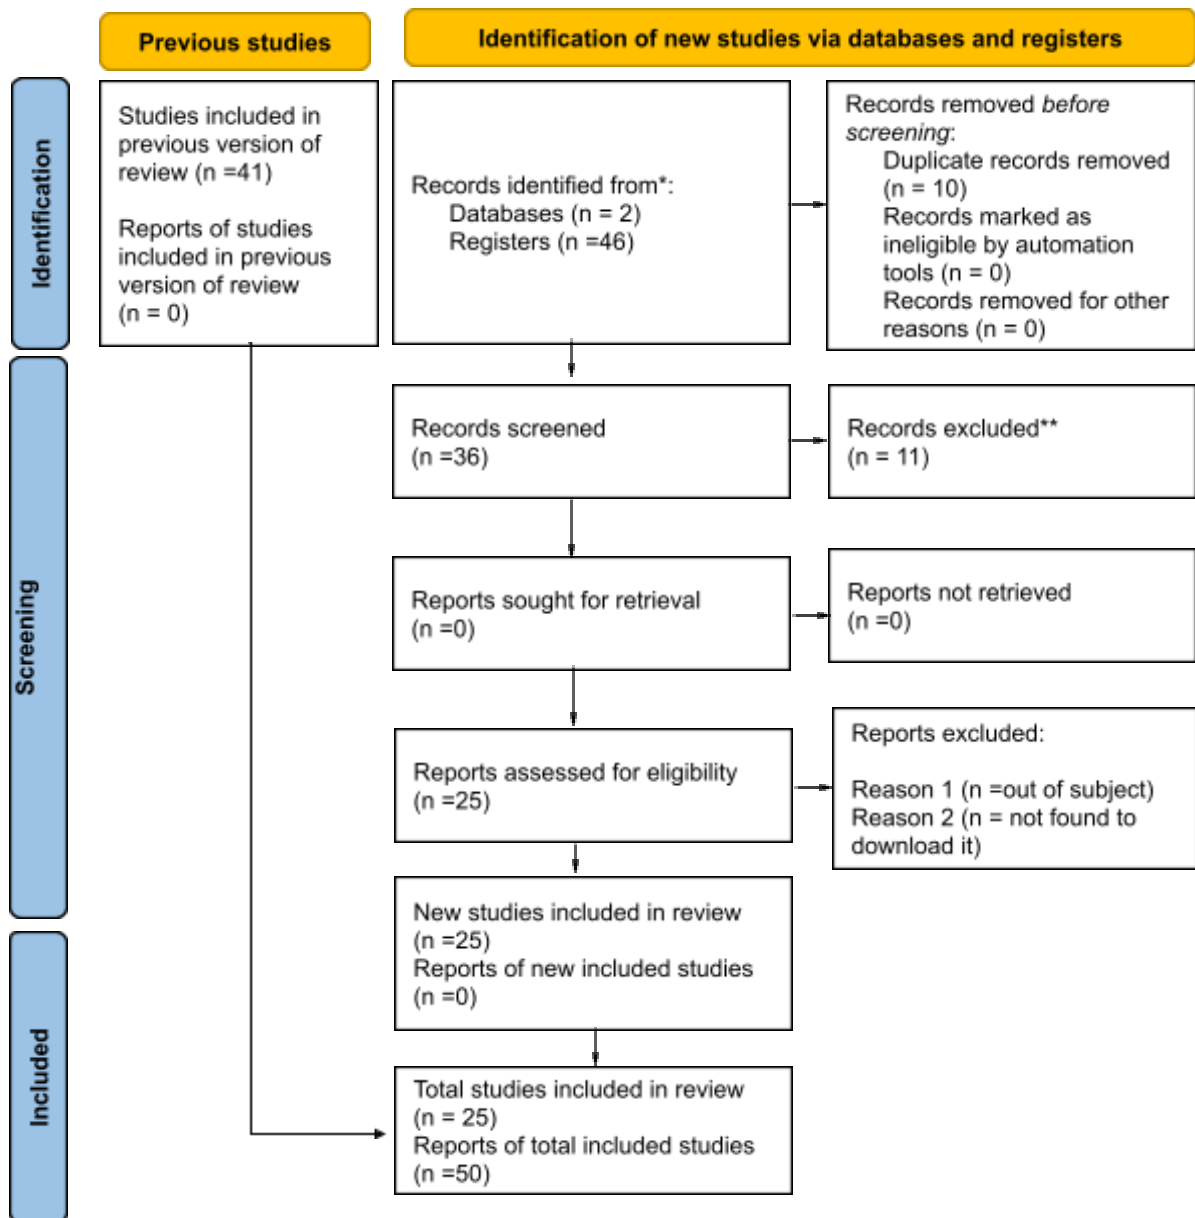 Previous studies
Identification of new studies via databases and registers
Identification
Studies included in
previous version of
review (n =41)
Reports of studies
included in previous
version of review
(n = 0)
Records identified from*:
Databases (n = 2)
Registers (n =46)
Records removed before
screening:
Duplicate records removed
(n = 10)
Records marked as
ineligible by automation
tools (n = 0)
Records removed for other
reasons (n = 0)
Screening
Records screened
(n =36)
Records excluded**
(n = 11)
Reports sought for retrieval
(n =0)
Reports not retrieved
(n =0)
Reports assessed for eligibility
(n =25)
Reports excluded:
Reason 1 (n =out of subject)
Reason 2 (n = not found to
download it)
Included
New studies included in review
(n =25)
Reports of new included studies
(n =0)
Total studies included in review
(n = 25)
Reports of total included studies
(n =50)